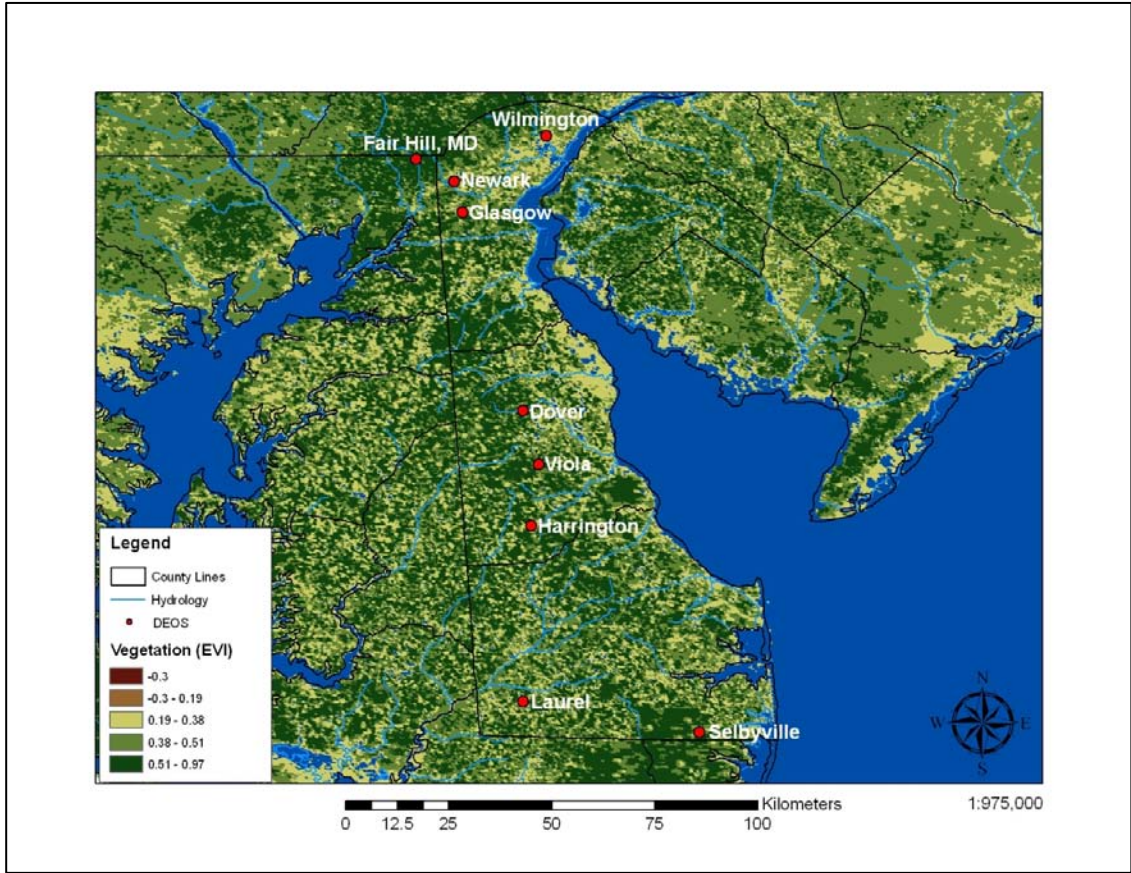 Wilmington
Fair Hill, MD
Newark
Glasgow
Dover
Viola
Harrington
Laurel
Selbyville
Legend
County Lines
Hydrology
DEOS
Vegetation (EVI)
-0.3
-0.3 - 0.19
0.19 - 0.38
0.38 - 0.51
0.51 - 0.97
N
W E
S
Kilometers
0 12.5 25 50 75 100
1:975,000